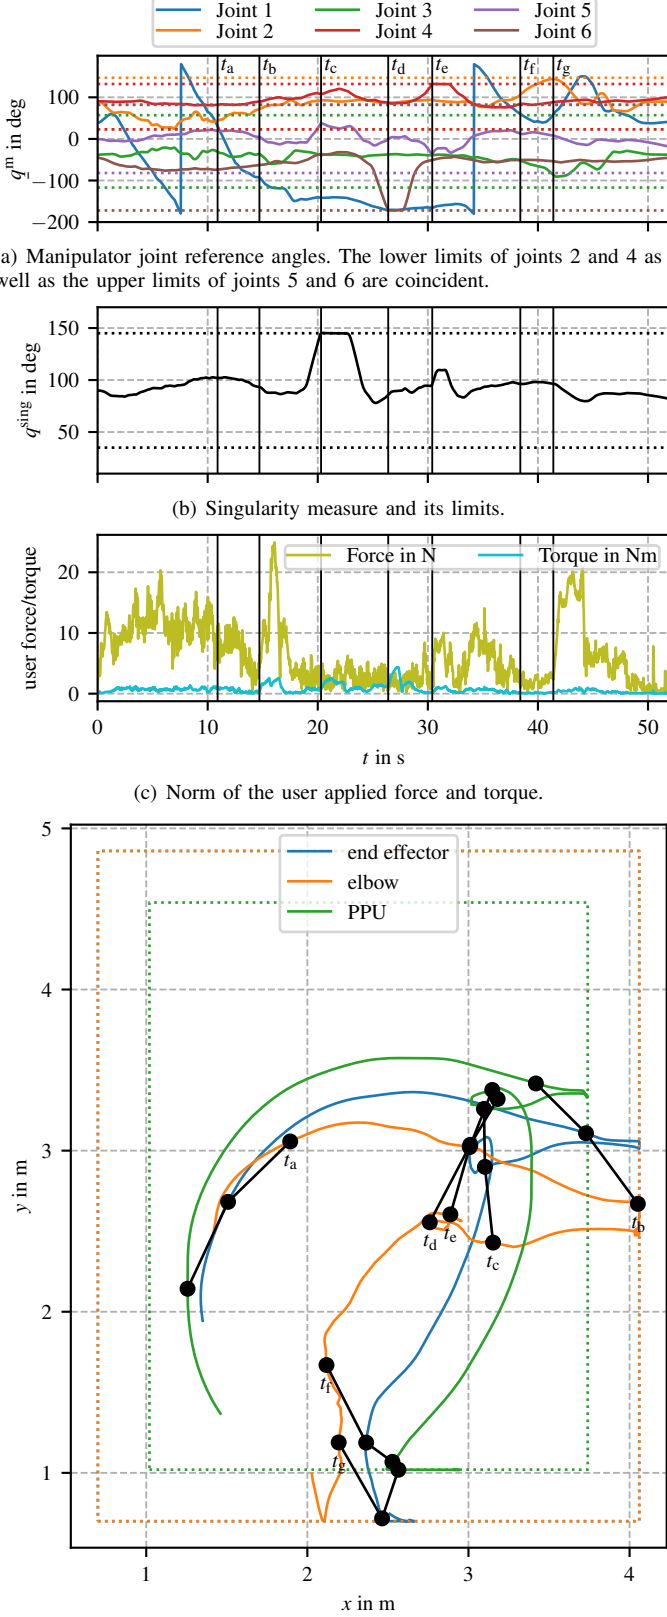 Joint 1 Joint 3 Joint 5
Joint 2 Joint 4 Joint 6
t_a t_b t_c t_d t_e t_f t_g
100
0
−100
−200
q^m in deg
a) Manipulator joint reference angles. The lower limits of joints 2 and 4 as
well as the upper limits of joints 5 and 6 are coincident.
150
100
50
q^sing in deg
(b) Singularity measure and its limits.
Force in N Torque in Nm
20
10
0
user force/torque
0 10 20 30 40 50
t in s
(c) Norm of the user applied force and torque.
5
end effector
elbow
PPU
4
3
t_a
t_b
t_d t_e
t_c
2
t_f
t_g
1
y in m
1 2 3 4
x in m